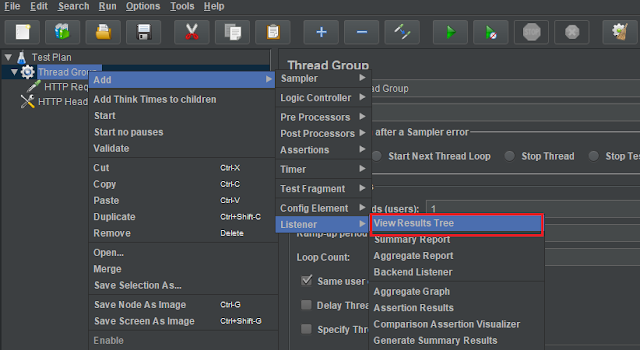 File Edit Search Run Options Tools Help
Test Plan
Thread Group
HTTP Req
HTTP Head
Add
Add Think Times to children
Start
Start no pauses
Validate
Cut Ctrl-X
Copy Ctrl-C
Paste Ctrl-V
Duplicate Ctrl+Shift-C
Remove Delete
Open...
Merge
Save Selection As...
Save Node As Image Ctrl-G
Save Screen As Image Ctrl+Shift-G
Enable
Sampler
Logic Controller
Pre Processors
Post Processors
Assertions
Timer
Test Fragment
Config Element
Listener
View Results Tree
Summary Report
Aggregate Report
Backend Listener
Aggregate Graph
Assertion Results
Comparison Assertion Visualizer
Generate Summary Results
Thread Group
ad Group
after a Sampler error
Start Next Thread Loop Stop Thread Stop Te
ds (users): 1
Ramp-up period
Loop Count:
Same user
Delay Threa
Specify Thre